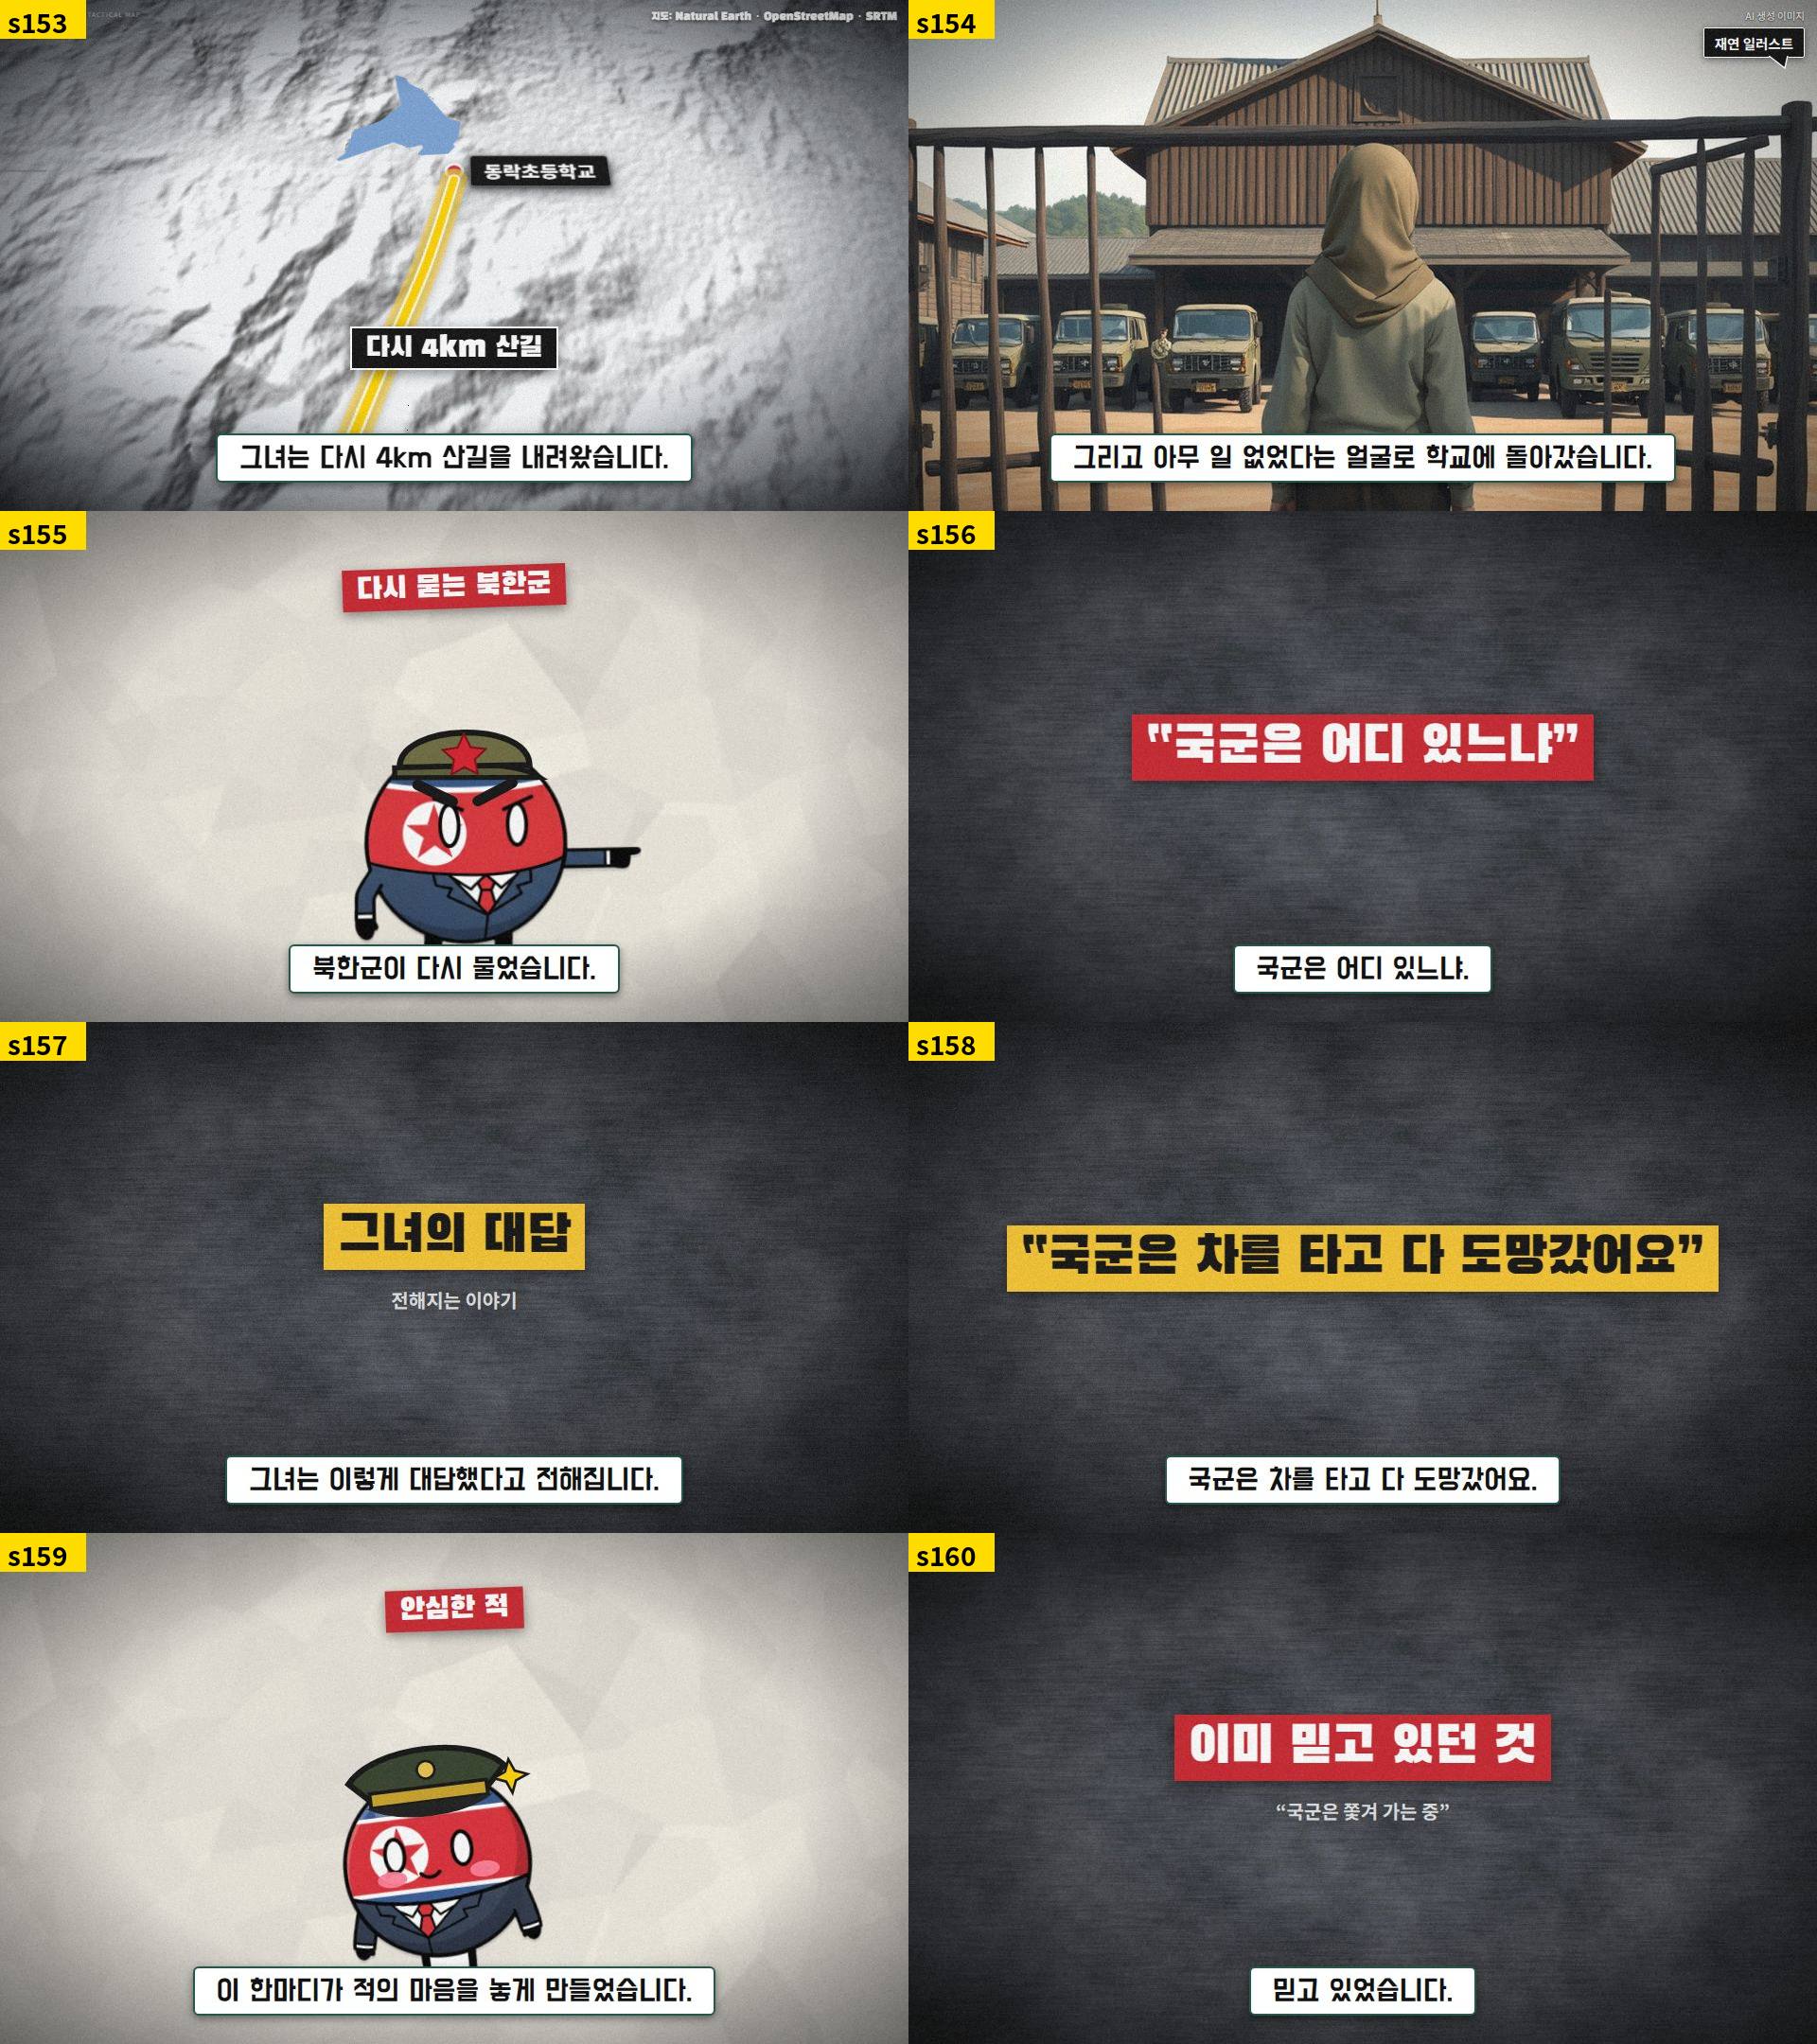 s153
TACTICAL MAP
지도: Natural Earth · OpenStreetMap · SRTM
동락초등학교
다시 4km 산길
그녀는 다시 4km 산길을 내려왔습니다.
s154
AI 생성 이미지
재연 일러스트
그리고 아무 일 없었다는 얼굴로 학교에 돌아갔습니다.
s155
다시 묻는 북한군
북한군이 다시 물었습니다.
s156
“국군은 어디 있느냐”
국군은 어디 있느냐.
s157
그녀의 대답
전해지는 이야기
그녀는 이렇게 대답했다고 전해집니다.
s158
“국군은 차를 타고 다 도망갔어요”
국군은 차를 타고 다 도망갔어요.
s159
안심한 적
이 한마디가 적의 마음을 놓게 만들었습니다.
s160
이미 믿고 있던 것
“국군은 쫓겨 가는 중”
믿고 있었습니다.